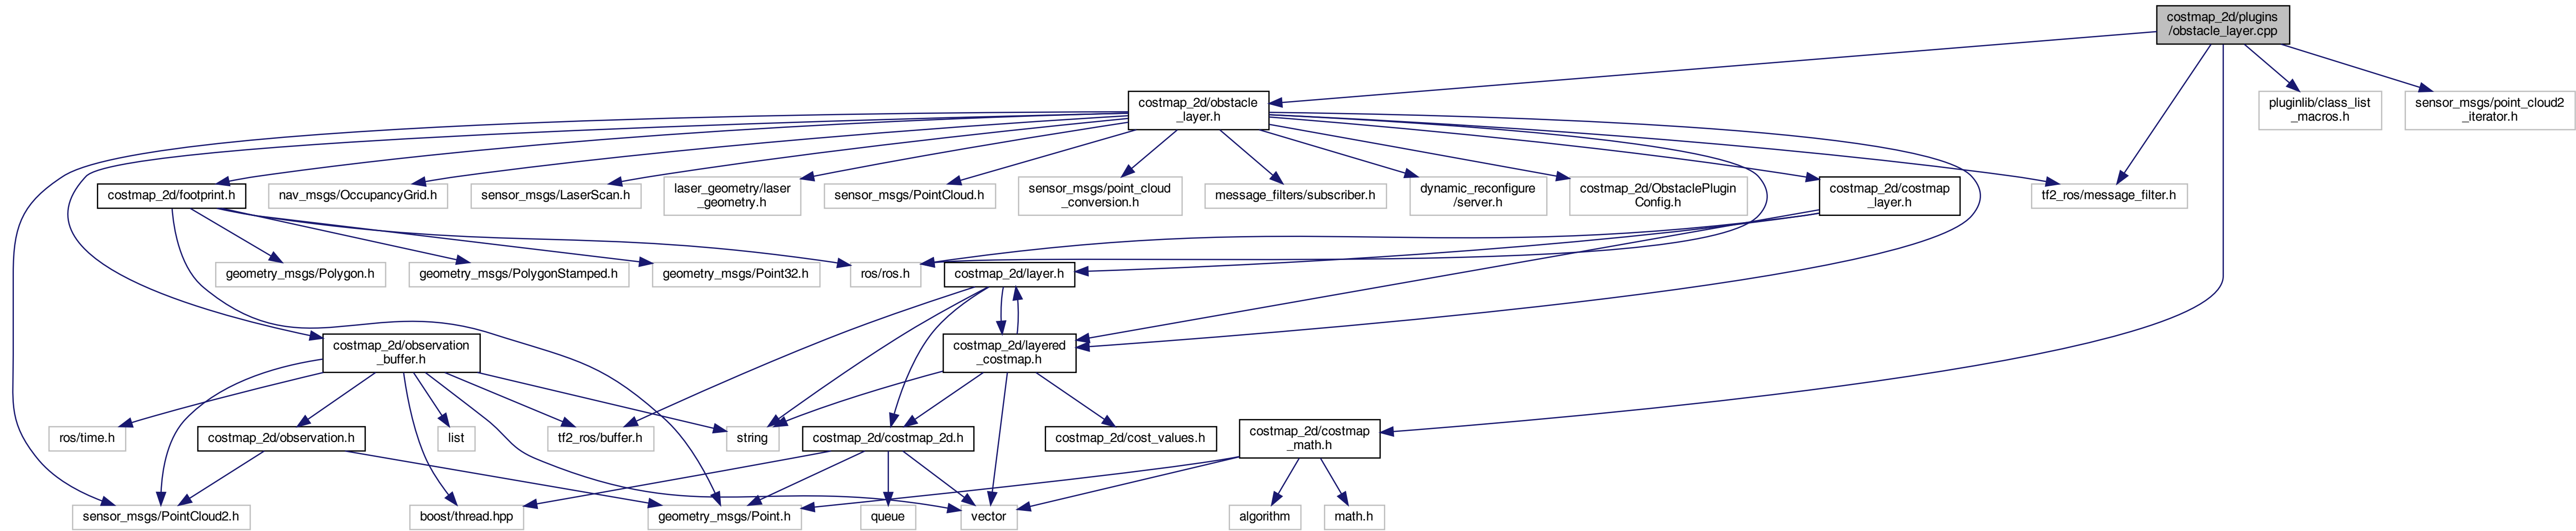 costmap_2d/plugins
/obstacle_layer.cpp
costmap_2d/obstacle
_layer.h
pluginlib/class_list
_macros.h
sensor_msgs/point_cloud2
_iterator.h
costmap_2d/footprint.h
nav_msgs/OccupancyGrid.h
sensor_msgs/LaserScan.h
laser_geometry/laser
_geometry.h
sensor_msgs/PointCloud.h
sensor_msgs/point_cloud
_conversion.h
message_filters/subscriber.h
dynamic_reconfigure
/server.h
costmap_2d/ObstaclePlugin
Config.h
costmap_2d/costmap
_layer.h
tf2_ros/message_filter.h
geometry_msgs/Polygon.h
geometry_msgs/PolygonStamped.h
geometry_msgs/Point32.h
ros/ros.h
costmap_2d/layer.h
costmap_2d/observation
_buffer.h
costmap_2d/layered
_costmap.h
ros/time.h
costmap_2d/observation.h
list
tf2_ros/buffer.h
string
costmap_2d/costmap_2d.h
costmap_2d/cost_values.h
costmap_2d/costmap
_math.h
sensor_msgs/PointCloud2.h
boost/thread.hpp
geometry_msgs/Point.h
queue
vector
algorithm
math.h